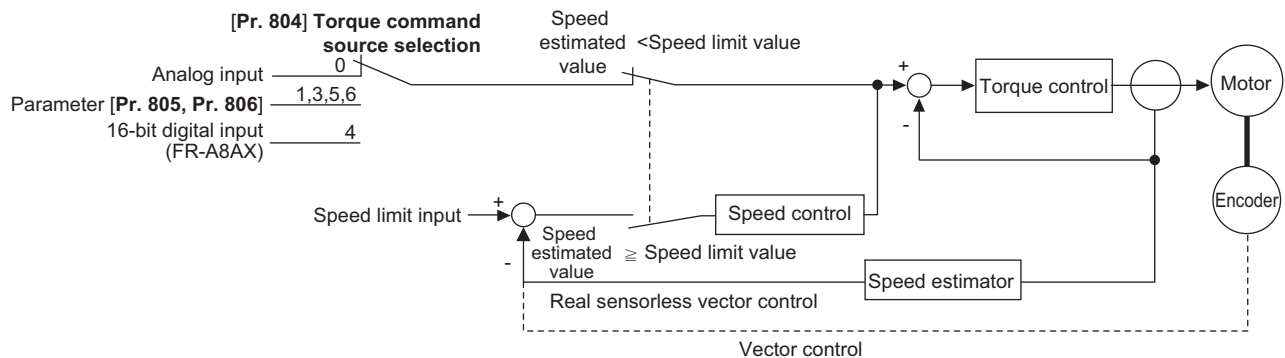 [Pr. 804] Torque command
source selection
Speed
estimated
value
<Speed limit value
Analog input
0
Parameter [Pr. 805, Pr. 806]
1,3,5,6
16-bit digital input
(FR-A8AX)
4
+
-
Torque control
Motor
Encoder
Speed limit input
+
-
Speed control
Speed
estimated
value
≧ Speed limit value
Speed estimator
Real sensorless vector control
Vector control